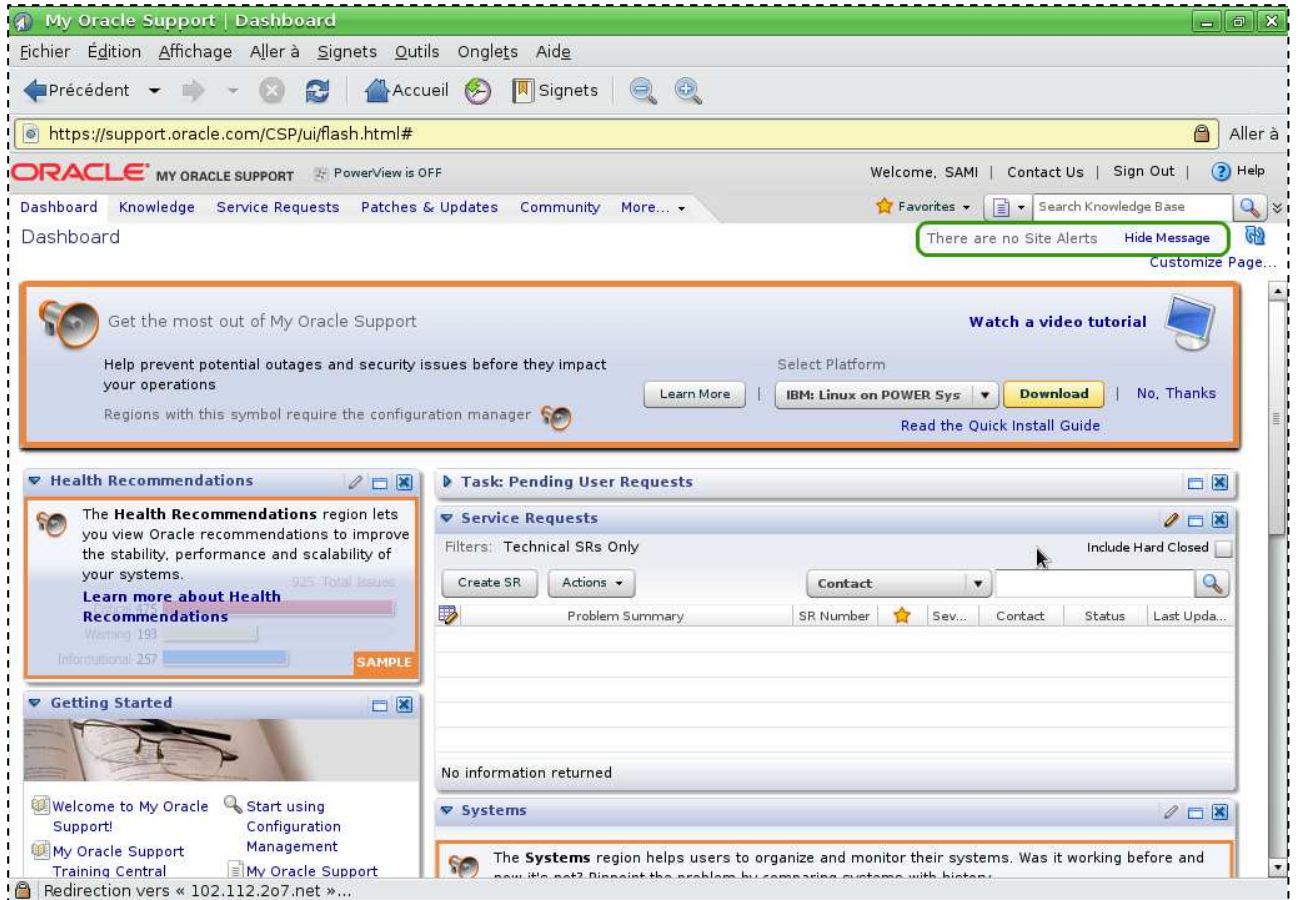 My Oracle Support | Dashboard
Fichier Édition Affichage Aller à Signets Outils Onglets Aide
Précédent Accueil Signets
https://support.oracle.com/CSP/ui/flash.html# Aller à
ORACLE MY ORACLE SUPPORT PowerView is OFF Welcome, SAMI | Contact Us | Sign Out | Help
Dashboard Knowledge Service Requests Patches & Updates Community More... Favorites Search Knowledge Base
Dashboard There are no Site Alerts Hide Message
Customize Page...
Get the most out of My Oracle Support Watch a video tutorial
Help prevent potential outages and security issues before they impact
your operations
Regions with this symbol require the configuration manager
Select Platform
Learn More | IBM: Linux on POWER Sys Download | No, Thanks
Read the Quick Install Guide
Health Recommendations
The Health Recommendations region lets
you view Oracle recommendations to improve
the stability, performance and scalability of
your systems.
925 Total Issues
Learn more about Health
Recommendations
Critical 475
Warning 193
Informational 257
SAMPLE
Getting Started
Welcome to My Oracle
Support!
My Oracle Support
Training Central
Start using
Configuration
Management
My Oracle Support
Task: Pending User Requests
Service Requests
Filters: Technical SRs Only Include Hard Closed
Create SR Actions Contact
Problem Summary SR Number Sev... Contact Status Last Upda...
No information returned
Systems
The Systems region helps users to organize and monitor their systems. Was it working before and
now it's not? Pinpoint the problem by comparing systems with history
Redirection vers « 102.112.2o7.net »...